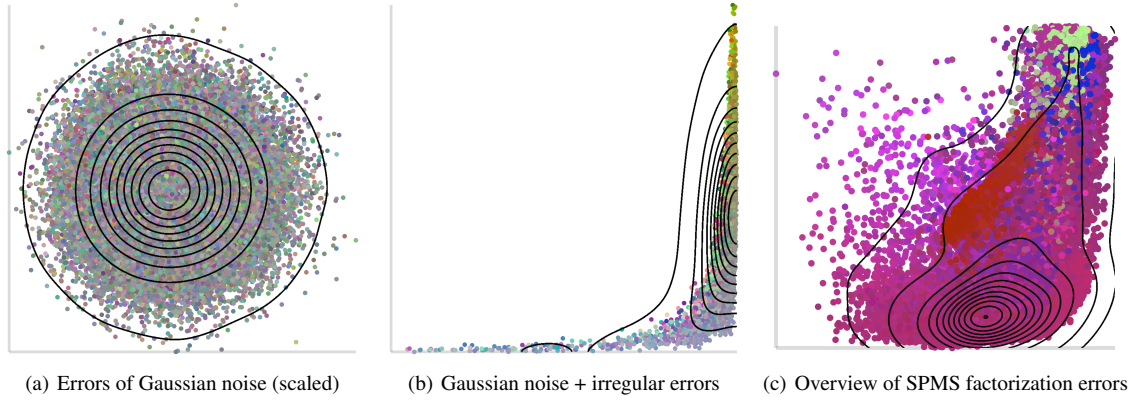 (a) Errors of Gaussian noise (scaled)
(b) Gaussian noise + irregular errors
(c) Overview of SPMS factorization errors